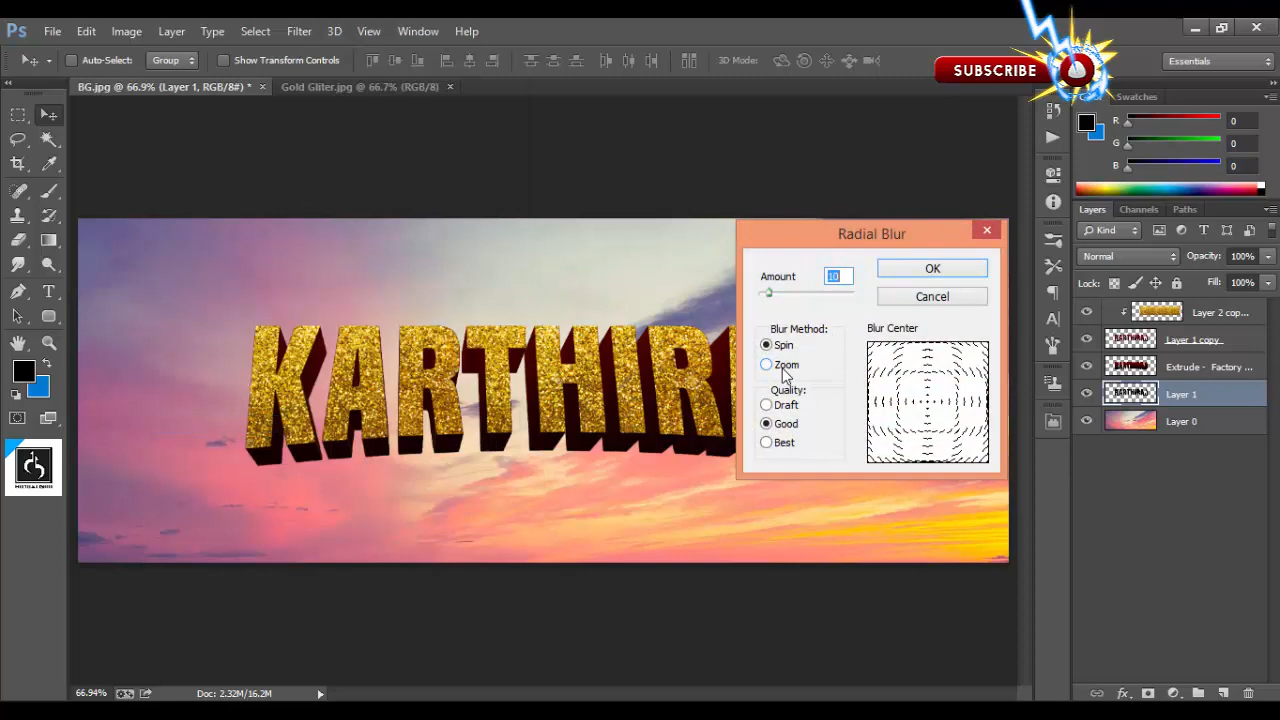 Ps File Edit Image Layer Type Select Filter 3D View Window Help
Auto-Select: Group Show Transform Controls 3D Mode: SUBSCRIBE Essentials
BG.jpg @ 66.9% (Layer 1, RGB/8#) * × Gold Gliter.jpg @ 66.7% (RGB/8) ×
Swatches
R 0
G 0
B 0
Layers Channels Paths
Kind
Normal Opacity: 100%
Lock: Fill: 100%
Layer 2 cop...
Layer 1 copy
Extrude - Factory ...
Layer 1
Layer 0
KARTHIRA
Radial Blur
Amount 10 OK
Cancel
Blur Method: Blur Center
Spin
Zoom
Quality:
Draft
Good
Best
66.94% Doc: 2.32M/16.2M